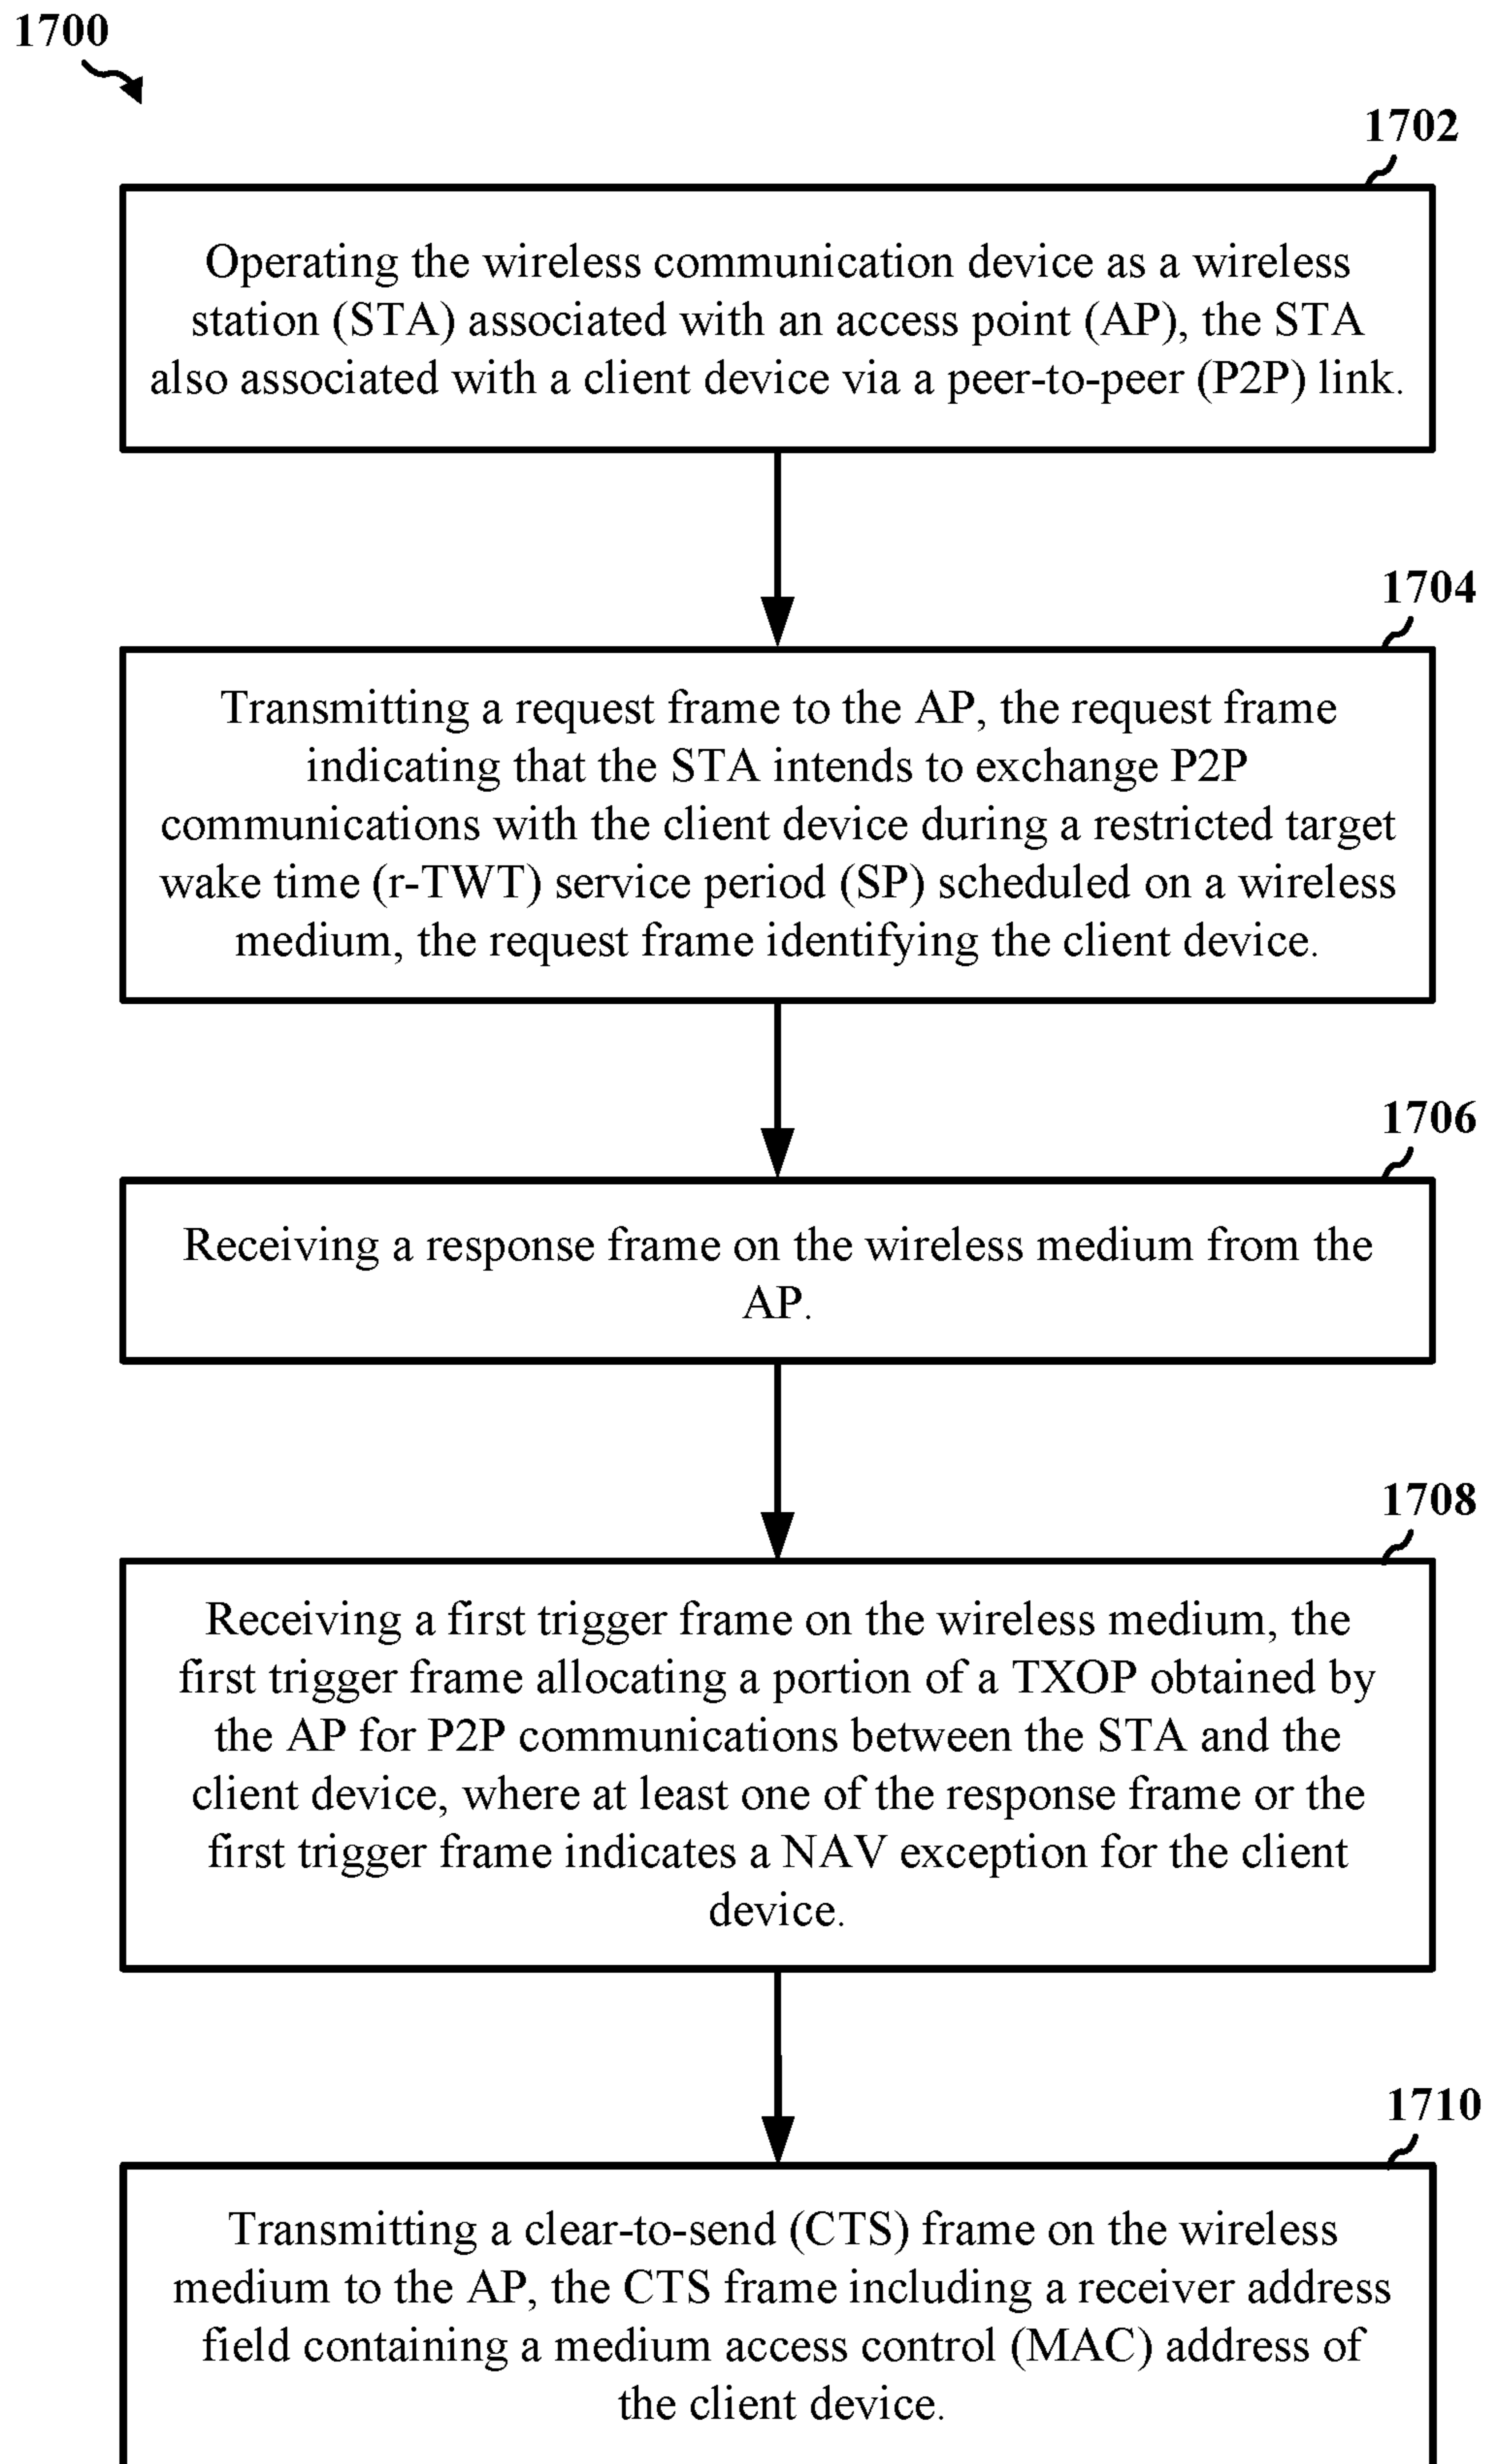 1700
1702
Operating the wireless communication device as a wireless
station (STA) associated with an access point (AP), the STA
also associated with a client device via a peer-to-peer (P2P) link.
1704
Transmitting a request frame to the AP, the request frame
indicating that the STA intends to exchange P2P
communications with the client device during a restricted target
wake time (r-TWT) service period (SP) scheduled on a wireless
medium, the request frame identifying the client device.
1706
Receiving a response frame on the wireless medium from the
AP.
1708
Receiving a first trigger frame on the wireless medium, the
first trigger frame allocating a portion of a TXOP obtained by
the AP for P2P communications between the STA and the
client device, where at least one of the response frame or the
first trigger frame indicates a NAV exception for the client
device.
1710
Transmitting a clear-to-send (CTS) frame on the wireless
medium to the AP, the CTS frame including a receiver address
field containing a medium access control (MAC) address of
the client device.